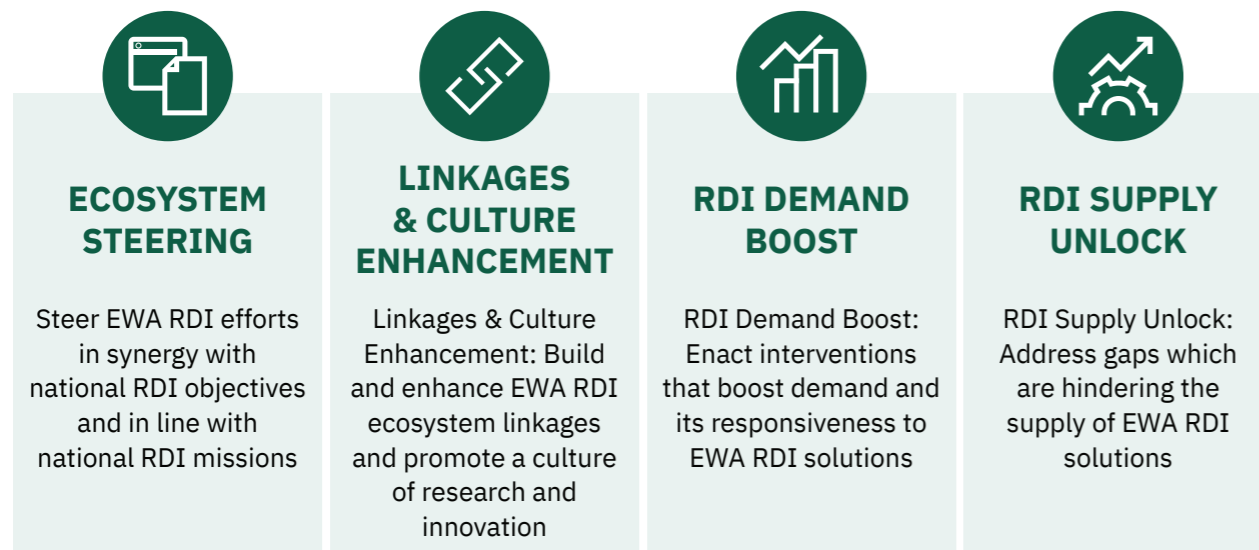 ECOSYSTEM
STEERING
Steer EWA RDI efforts
in synergy with
national RDI objectives
and in line with
national RDI missions
LINKAGES
& CULTURE
ENHANCEMENT
Linkages & Culture
Enhancement: Build
and enhance EWA RDI
ecosystem linkages
and promote a culture
of research and
innovation
RDI DEMAND
BOOST
RDI Demand Boost:
Enact interventions
that boost demand and
its responsiveness to
EWA RDI solutions
RDI SUPPLY
UNLOCK
RDI Supply Unlock:
Address gaps which
are hindering the
supply of EWA RDI
solutions